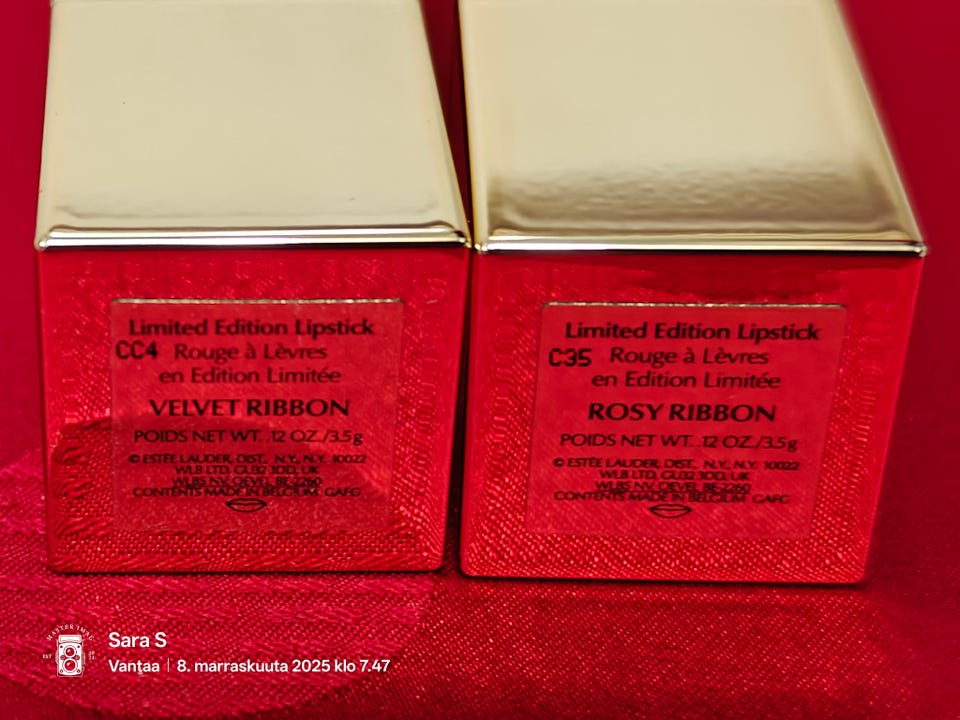 Limited Edition Lipstick
CC4 Rouge à Lèvres
en Edition Limitée
VELVET RIBBON
POIDS NET WT. .12 OZ./3.5g
© ESTÉE LAUDER, DIST., N.Y., N.Y. 10022
WLB LTD, GU32 3DD, UK
WLBS NV, OEVEL BE-2260
CONTENTS MADE IN BELGIUM GAFG
Limited Edition Lipstick
C35 Rouge à Lèvres
en Edition Limitée
ROSY RIBBON
POIDS NET WT. .12 OZ./3.5g
© ESTÉE LAUDER, DIST., N.Y., N.Y. 10022
WLB LTD, GU32 3DD, UK
WLBS NV, OEVEL BE-2260
CONTENTS MADE IN BELGIUM GAFG
Sara S
Vantaa | 8. marraskuuta 2025 klo 7.47